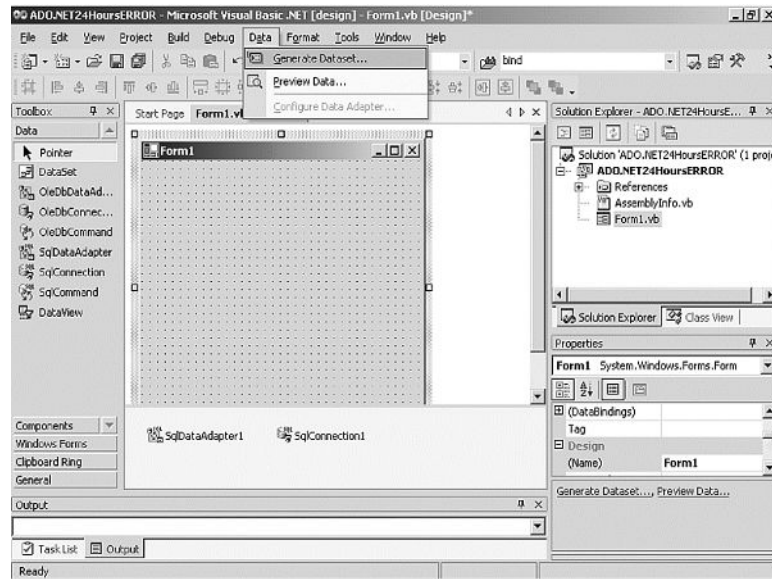 ADO.NET24HoursERROR - Microsoft Visual Basic .NET [design] - Form1.vb [Design]*
File Edit View Project Build Debug Data Format Tools Window Help
Generate Dataset...
Preview Data...
Configure Data Adapter...
bind
Toolbox
Data
Pointer
DataSet
OleDbDataAd...
OleDbConnec...
OleDbCommand
SqlDataAdapter
SqlConnection
SqlCommand
DataView
Components
Windows Forms
Clipboard Ring
General
Start Page Form1.vb
Form1
SqlDataAdapter1 SqlConnection1
Solution Explorer - ADO.NET24HoursE...
Solution 'ADO.NET24HoursERROR' (1 proje
ADO.NET24HoursERROR
References
AssemblyInfo.vb
Form1.vb
Solution Explorer Class View
Properties
Form1 System.Windows.Forms.Form
(DataBindings)
Tag
Design
(Name) Form1
Generate Dataset..., Preview Data...
Output
Task List Output
Ready